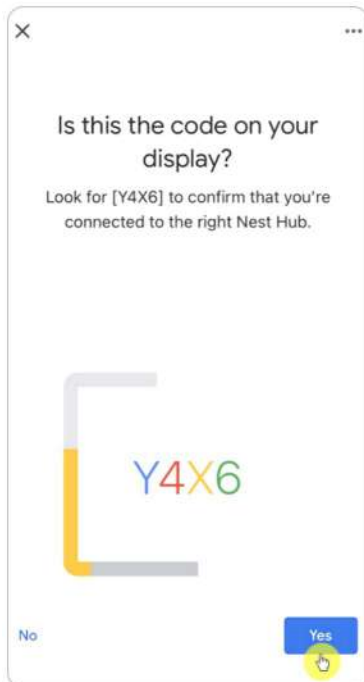 Is this the code on your
display?
Look for [Y4X6] to confirm that you're
connected to the right Nest Hub.
Y4X6
No
Yes